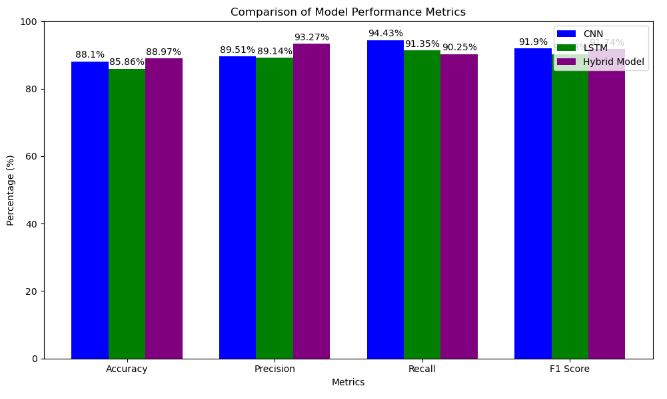 Comparison of Model Performance Metrics
Percentage (%)
100
80
60
40
20
0
88.1%
85.86%
88.97%
89.51%
89.14%
93.27%
94.43%
91.35%
90.25%
91.9%
CNN
LSTM
Hybrid Model
Accuracy
Precision
Recall
F1 Score
Metrics